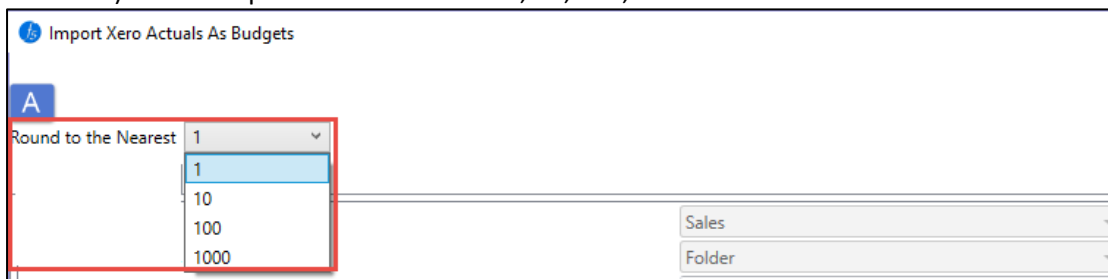 Import Xero Actuals As Budgets
A
Round to the Nearest 1
1
10
100
1000
Sales
Folder